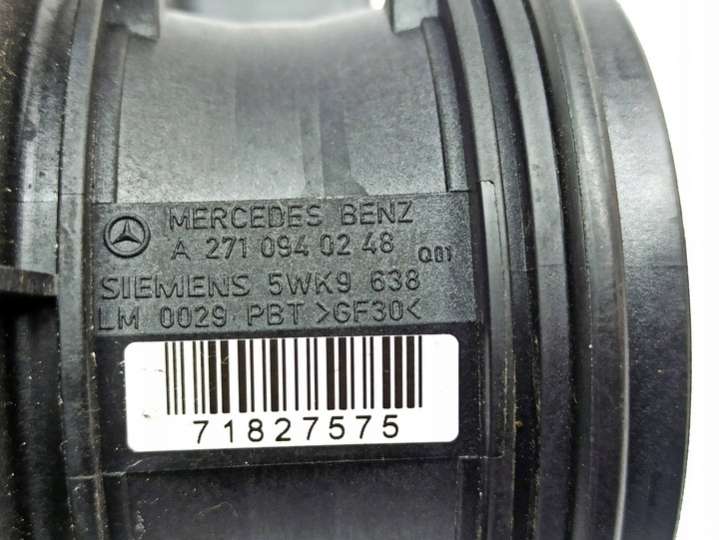 MERCEDES BENZ
A 271 094 02 48 Q01
SIEMENS 5WK9 638
LM 0029 PBT >GF30<
71827575